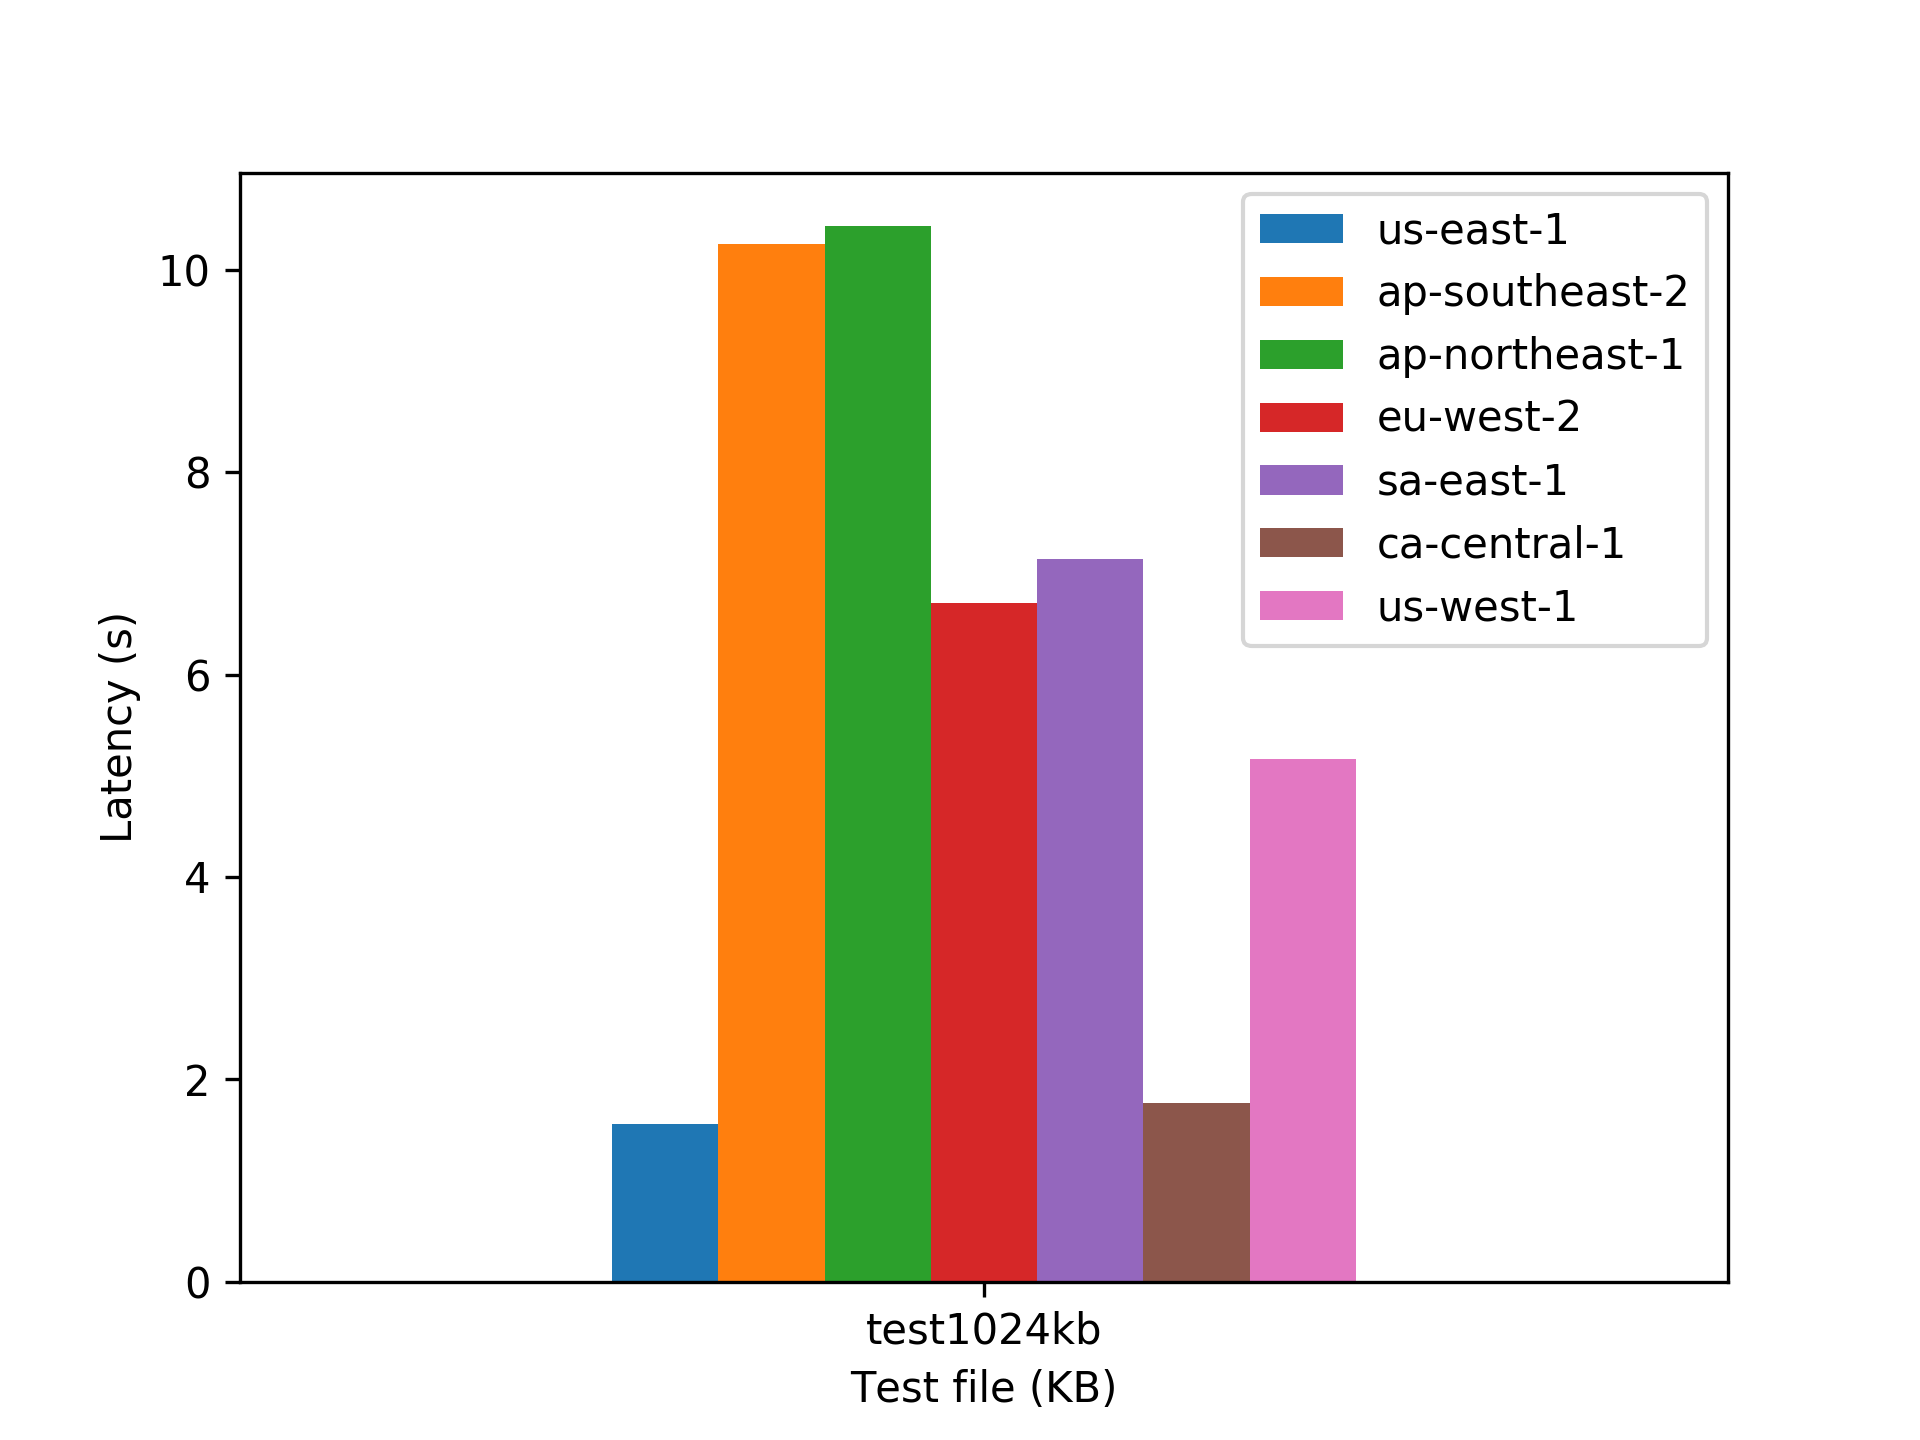 us-east-1
ap-southeast-2
ap-northeast-1
eu-west-2
sa-east-1
ca-central-1
us-west-1
10
8
6
4
2
0
Latency (s)
test1024kb
Test file (KB)